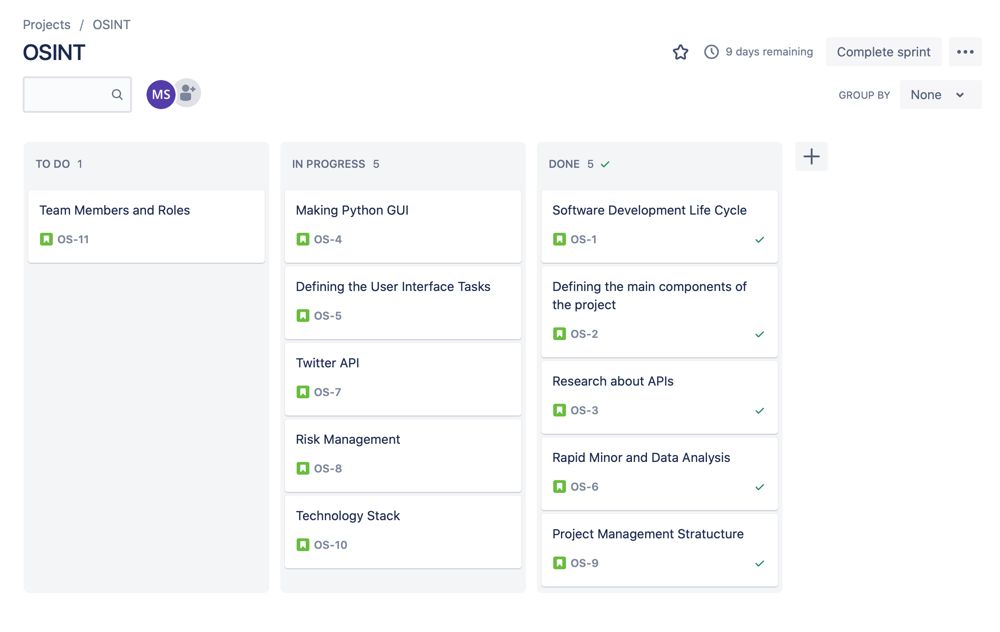 Projects / OSINT
OSINT
9 days remaining
Complete sprint
MS
GROUP BY
None
TO DO 1
Team Members and Roles
OS-11
IN PROGRESS 5
Making Python GUI
OS-4
Defining the User Interface Tasks
OS-5
Twitter API
OS-7
Risk Management
OS-8
Technology Stack
OS-10
DONE 5
Software Development Life Cycle
OS-1
Defining the main components of
the project
OS-2
Research about APIs
OS-3
Rapid Minor and Data Analysis
OS-6
Project Management Stratucture
OS-9